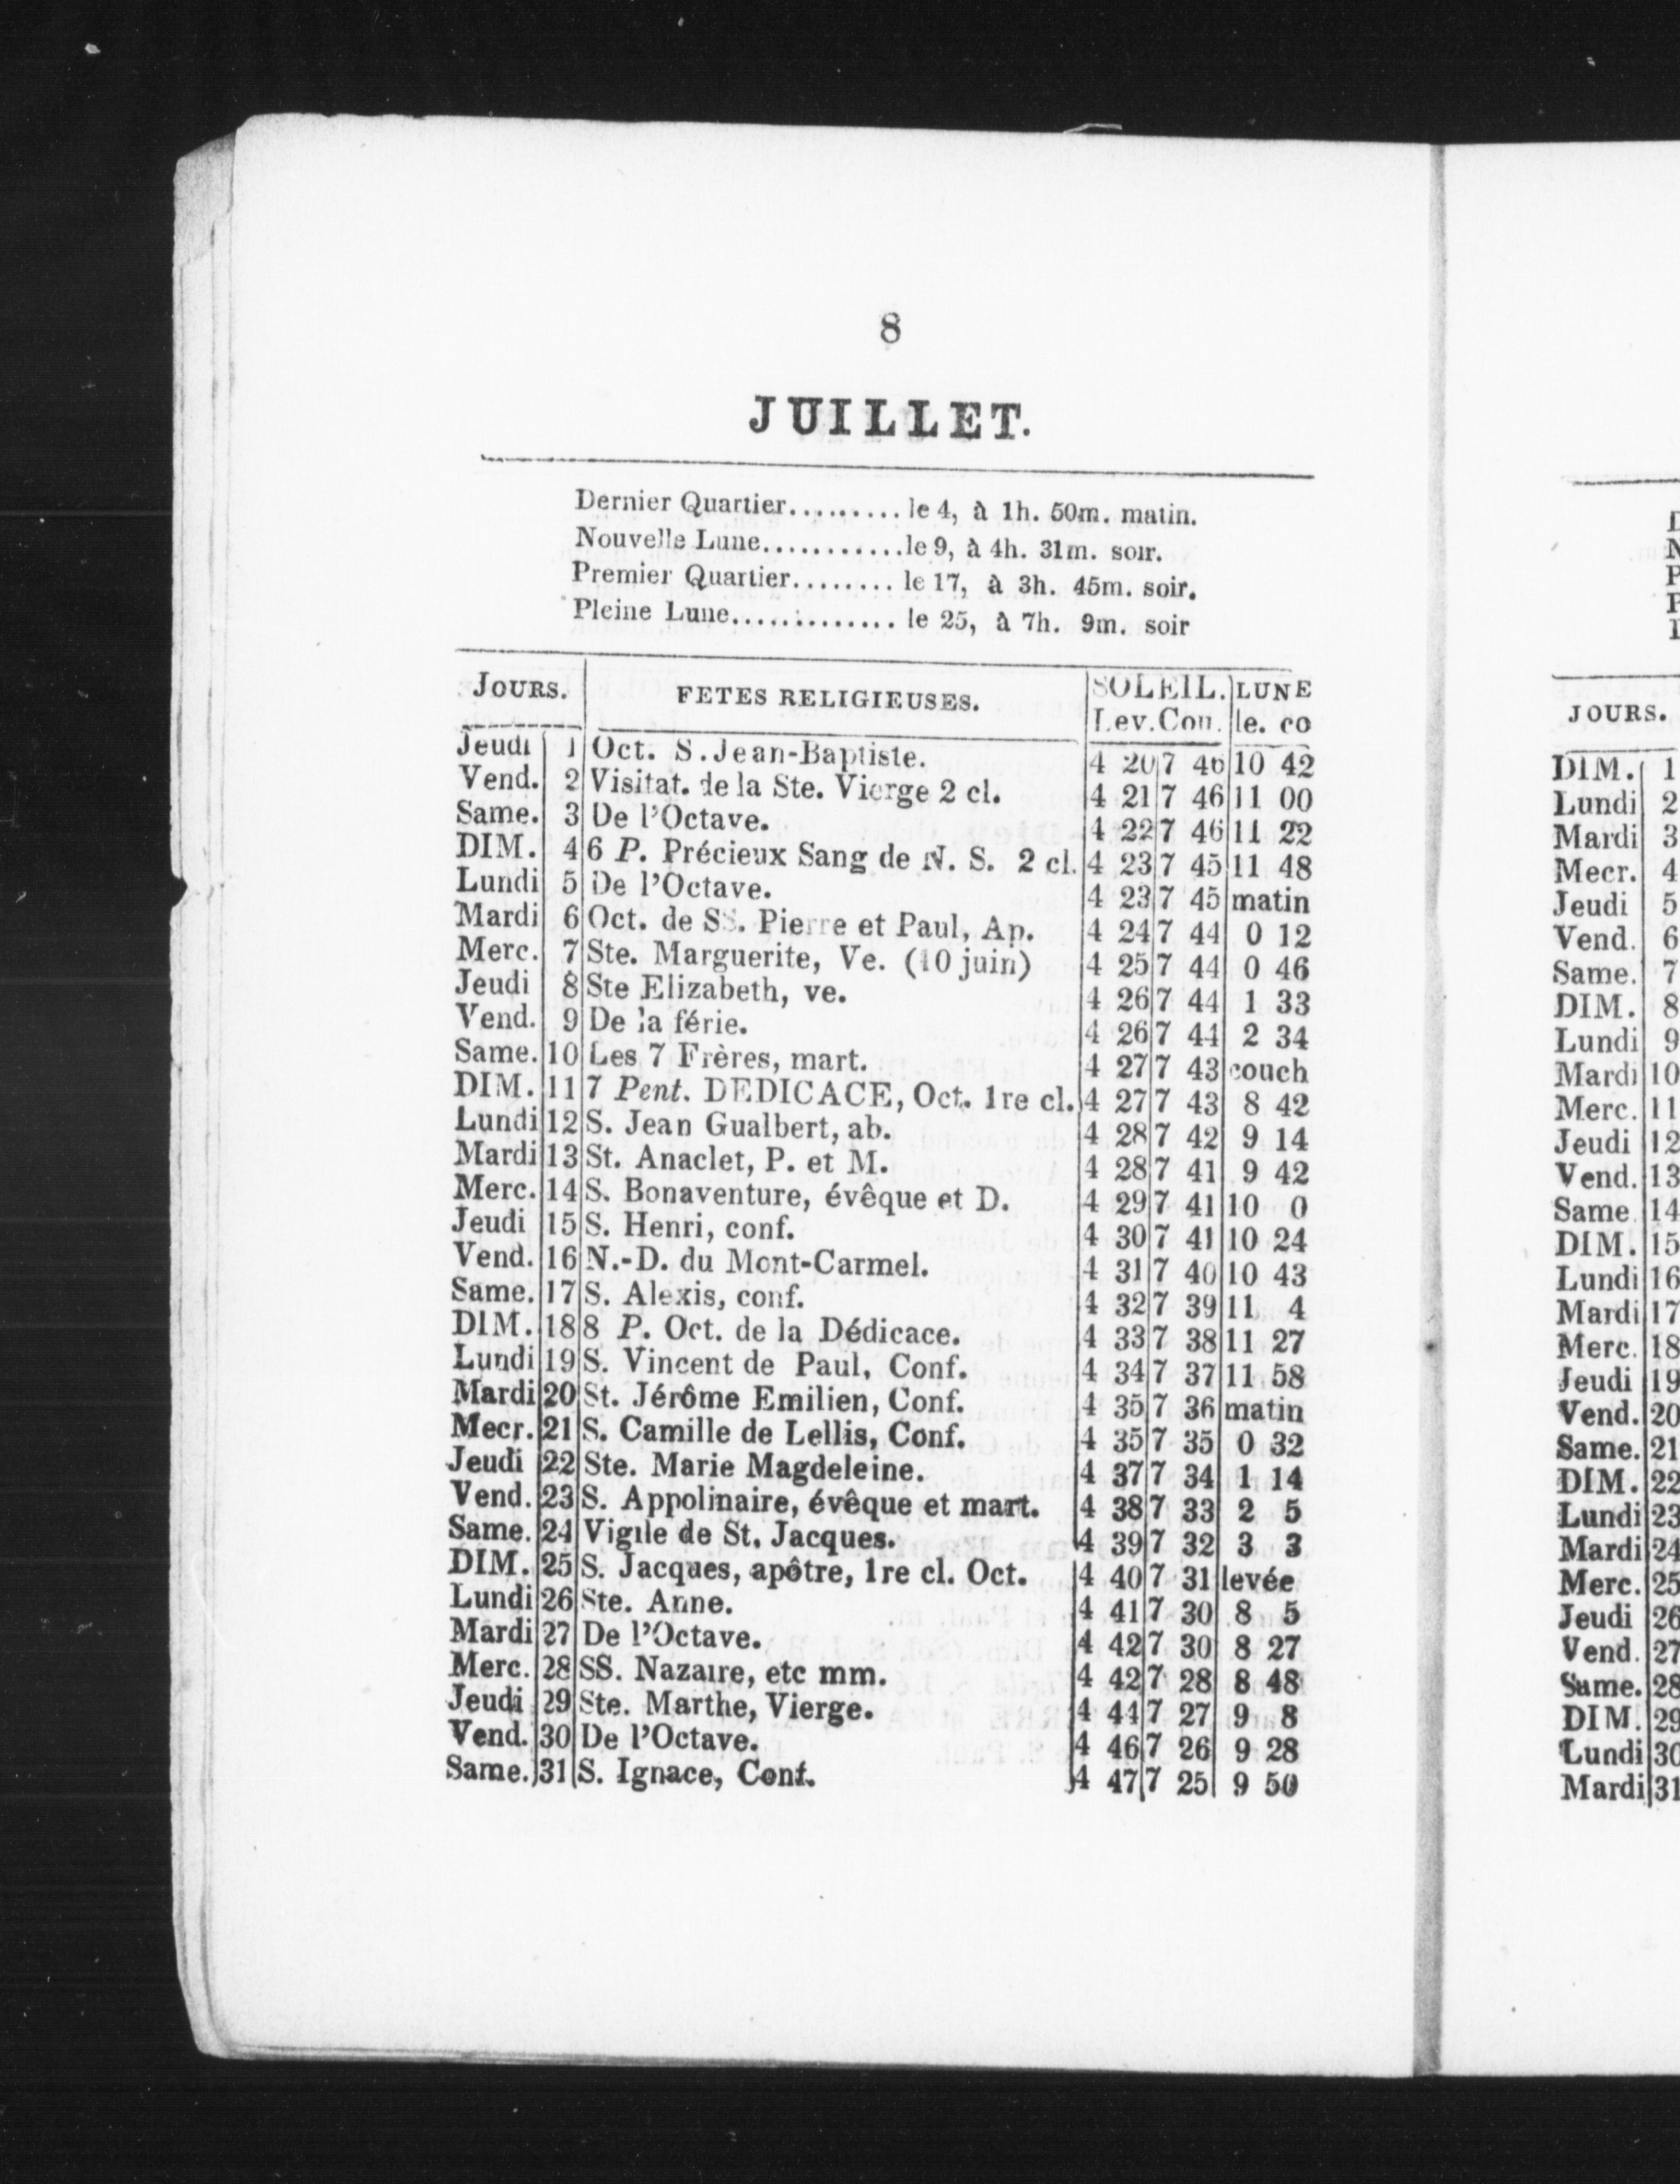 8
JUILLET.
Dernier Quartier......... le 4, à 1h. 50m. matin.
Nouvelle Lune...........le 9, à 4h. 31m. soir.
Premier Quartier........ le 17, à 3h. 45m. soir.
Pleine Lune............. le 25, à 7h. 9m. soir
JOURS. FETES RELIGIEUSES. SOLEIL. LUNE
Lev. Cou. le. co
Jeudi 1 Oct. S. Jean-Baptiste. 4 20 7 46 10 42
Vend. 2 Visitat. de la Ste. Vierge 2 cl. 4 21 7 46 11 00
Same. 3 De l'Octave. 4 22 7 46 11 22
DIM. 4 6 P. Précieux Sang de N. S. 2 cl. 4 23 7 45 11 48
Lundi 5 De l'Octave. 4 23 7 45 matin
Mardi 6 Oct. de SS. Pierre et Paul, Ap. 4 24 7 44 0 12
Merc. 7 Ste. Marguerite, Ve. (10 juin) 4 25 7 44 0 46
Jeudi 8 Ste Elizabeth, ve. 4 26 7 44 1 33
Vend. 9 De la férie. 4 26 7 44 2 34
Same. 10 Les 7 Frères, mart. 4 27 7 43 couch
DIM. 11 7 Pent. DEDICACE, Oct. 1re cl. 4 27 7 43 8 42
Lundi 12 S. Jean Gualbert, ab. 4 28 7 42 9 14
Mardi 13 St. Anaclet, P. et M. 4 28 7 41 9 42
Merc. 14 S. Bonaventure, évêque et D. 4 29 7 41 10 0
Jeudi 15 S. Henri, conf. 4 30 7 41 10 24
Vend. 16 N.-D. du Mont-Carmel. 4 31 7 40 10 43
Same. 17 S. Alexis, conf. 4 32 7 39 11 4
DIM. 18 8 P. Oct. de la Dédicace. 4 33 7 38 11 27
Lundi 19 S. Vincent de Paul, Conf. 4 34 7 37 11 58
Mardi 20 St. Jérôme Emilien, Conf. 4 35 7 36 matin
Mecr. 21 S. Camille de Lellis, Conf. 4 35 7 35 0 32
Jeudi 22 Ste. Marie Magdeleine. 4 37 7 34 1 14
Vend. 23 S. Appolinaire, évêque et mart. 4 38 7 33 2 5
Same. 24 Vigile de St. Jacques. 4 39 7 32 3 3
DIM. 25 S. Jacques, apôtre, 1re cl. Oct. 4 40 7 31 levée
Lundi 26 Ste. Anne. 4 41 7 30 8 5
Mardi 27 De l'Octave. 4 42 7 30 8 27
Merc. 28 SS. Nazaire, etc mm. 4 42 7 28 8 48
Jeudi 29 Ste. Marthe, Vierge. 4 44 7 27 9 8
Vend. 30 De l'Octave. 4 46 7 26 9 28
Same. 31 S. Ignace, Conf. 4 47 7 25 9 50
JOURS.
DIM. 1
Lundi 2
Mardi 3
Mecr. 4
Jeudi 5
Vend. 6
Same. 7
DIM. 8
Lundi 9
Mardi 10
Merc. 11
Jeudi 12
Vend. 13
Same 14
DIM. 15
Lundi 16
Mardi 17
Merc. 18
Jeudi 19
Vend. 20
Same. 21
DIM. 22
Lundi 23
Mardi 24
Merc. 25
Jeudi 26
Vend. 27
Same. 28
DIM. 29
Lundi 30
Mardi 31